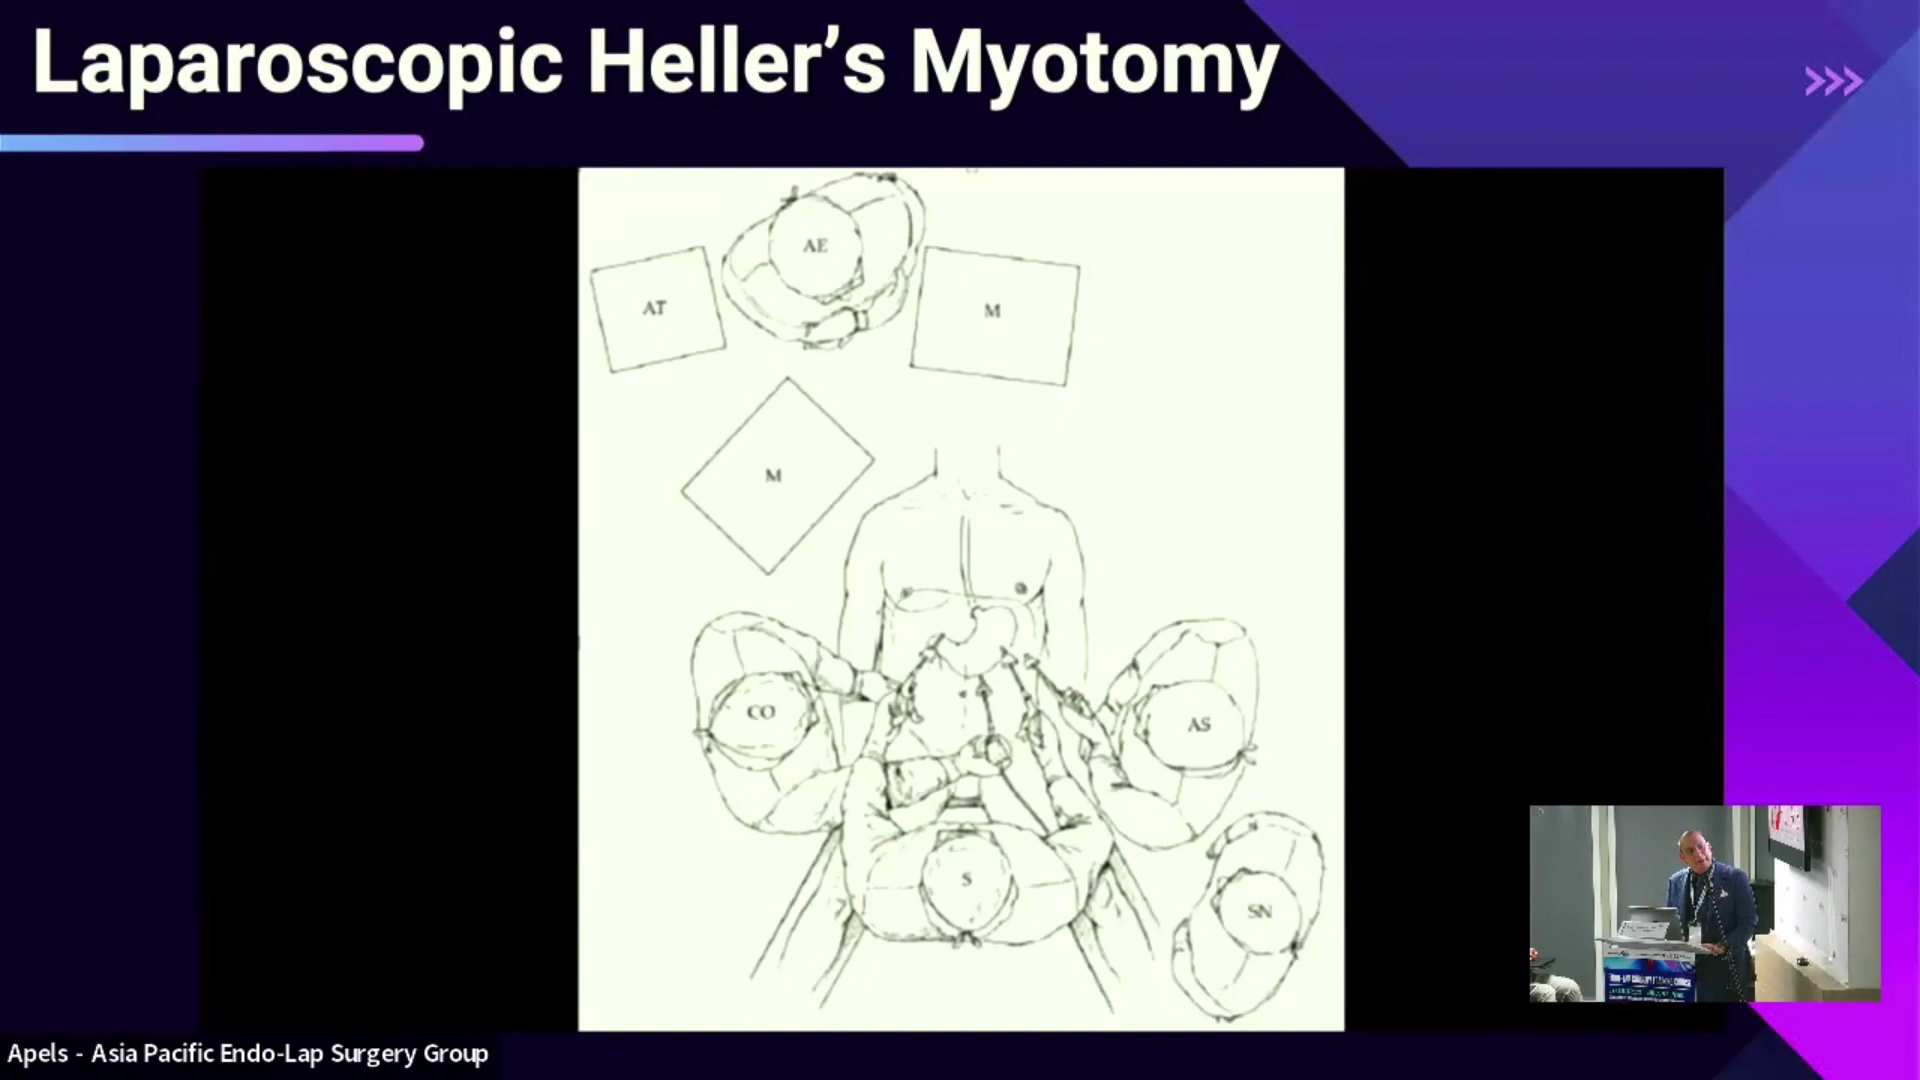 Laparoscopic Heller’s Myotomy
>>>
AE
AT
M
M
CO
AS
S
SN
Apels - Asia Pacific Endo-Lap Surgery Group